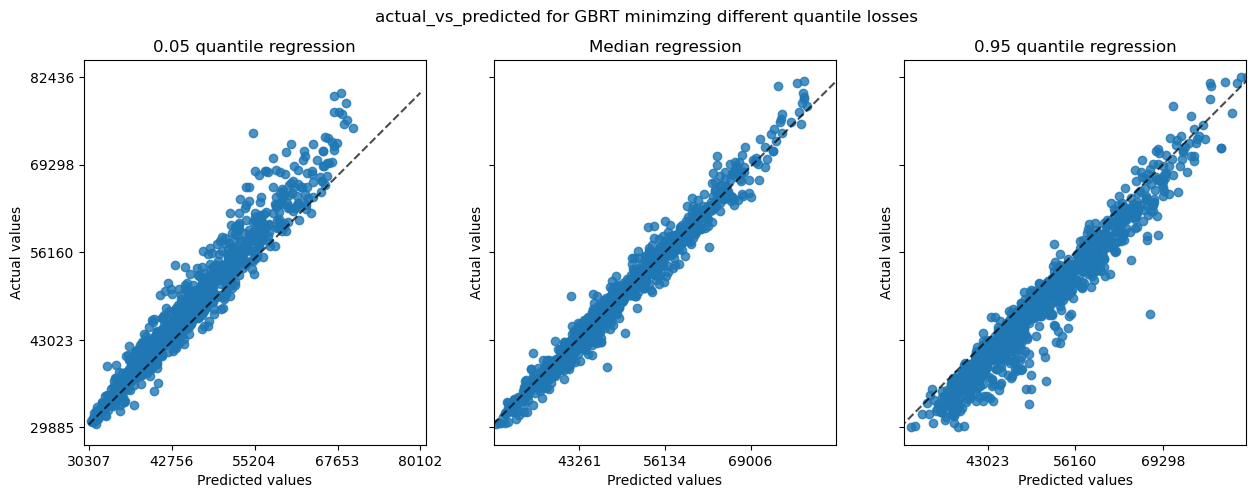 actual_vs_predicted for GBRT minimzing different quantile losses
0.05 quantile regression
Median regression
0.95 quantile regression
82436
69298
56160
43023
29885
Actual values
Actual values
Actual values
30307 42756 55204 67653 80102
43261 56134 69006
43023 56160 69298
Predicted values
Predicted values
Predicted values